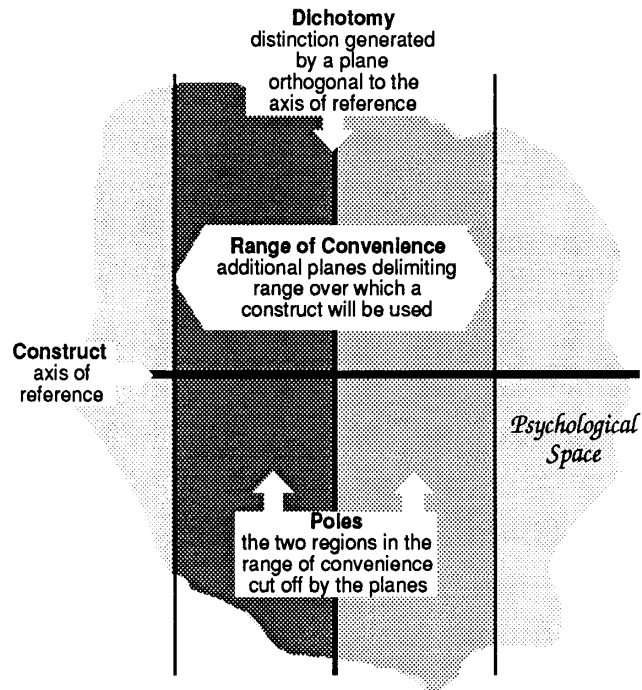 Dichotomy
distinction generated
by a plane
orthogonal to the
axis of reference
Range of Convenience
additional planes delimiting
range over which a
construct will be used
Construct
axis of
reference
Psychological
Space
Poles
the two regions in the
range of convenience
cut off by the planes